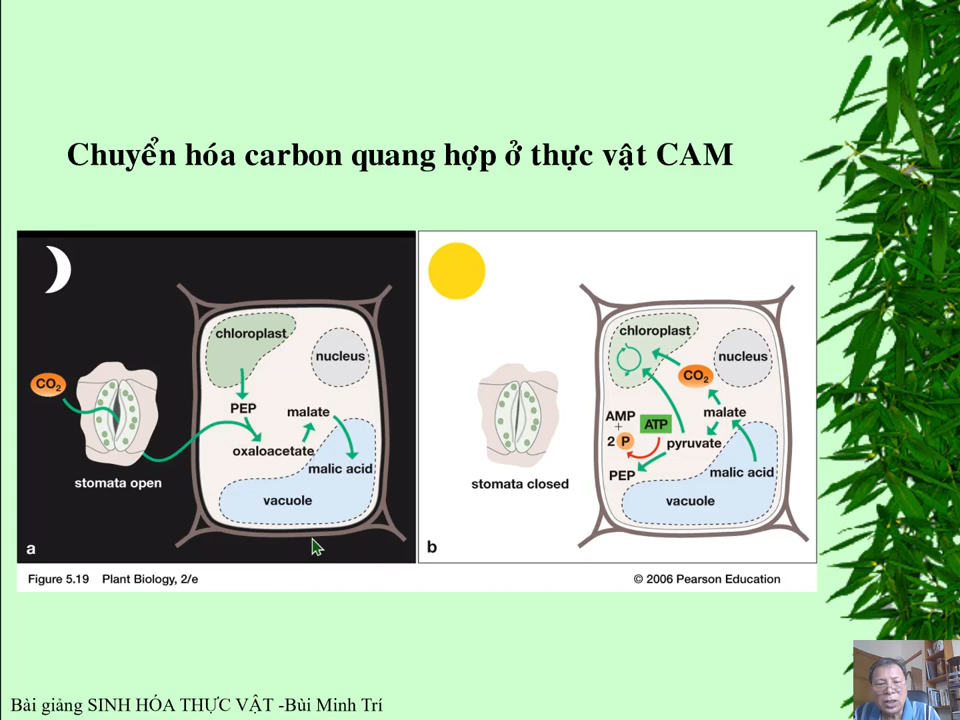 Chuyển hóa carbon quang hợp ở thực vật CAM
CO₂
stomata open
chloroplast
nucleus
PEP
malate
oxaloacetate
malic acid
vacuole
a
stomata closed
chloroplast
nucleus
CO₂
AMP
+
2 P
ATP
malate
pyruvate
PEP
malic acid
vacuole
b
Figure 5.19 Plant Biology, 2/e
© 2006 Pearson Education
Bài giảng SINH HÓA THỰC VẬT -Bùi Minh Trí